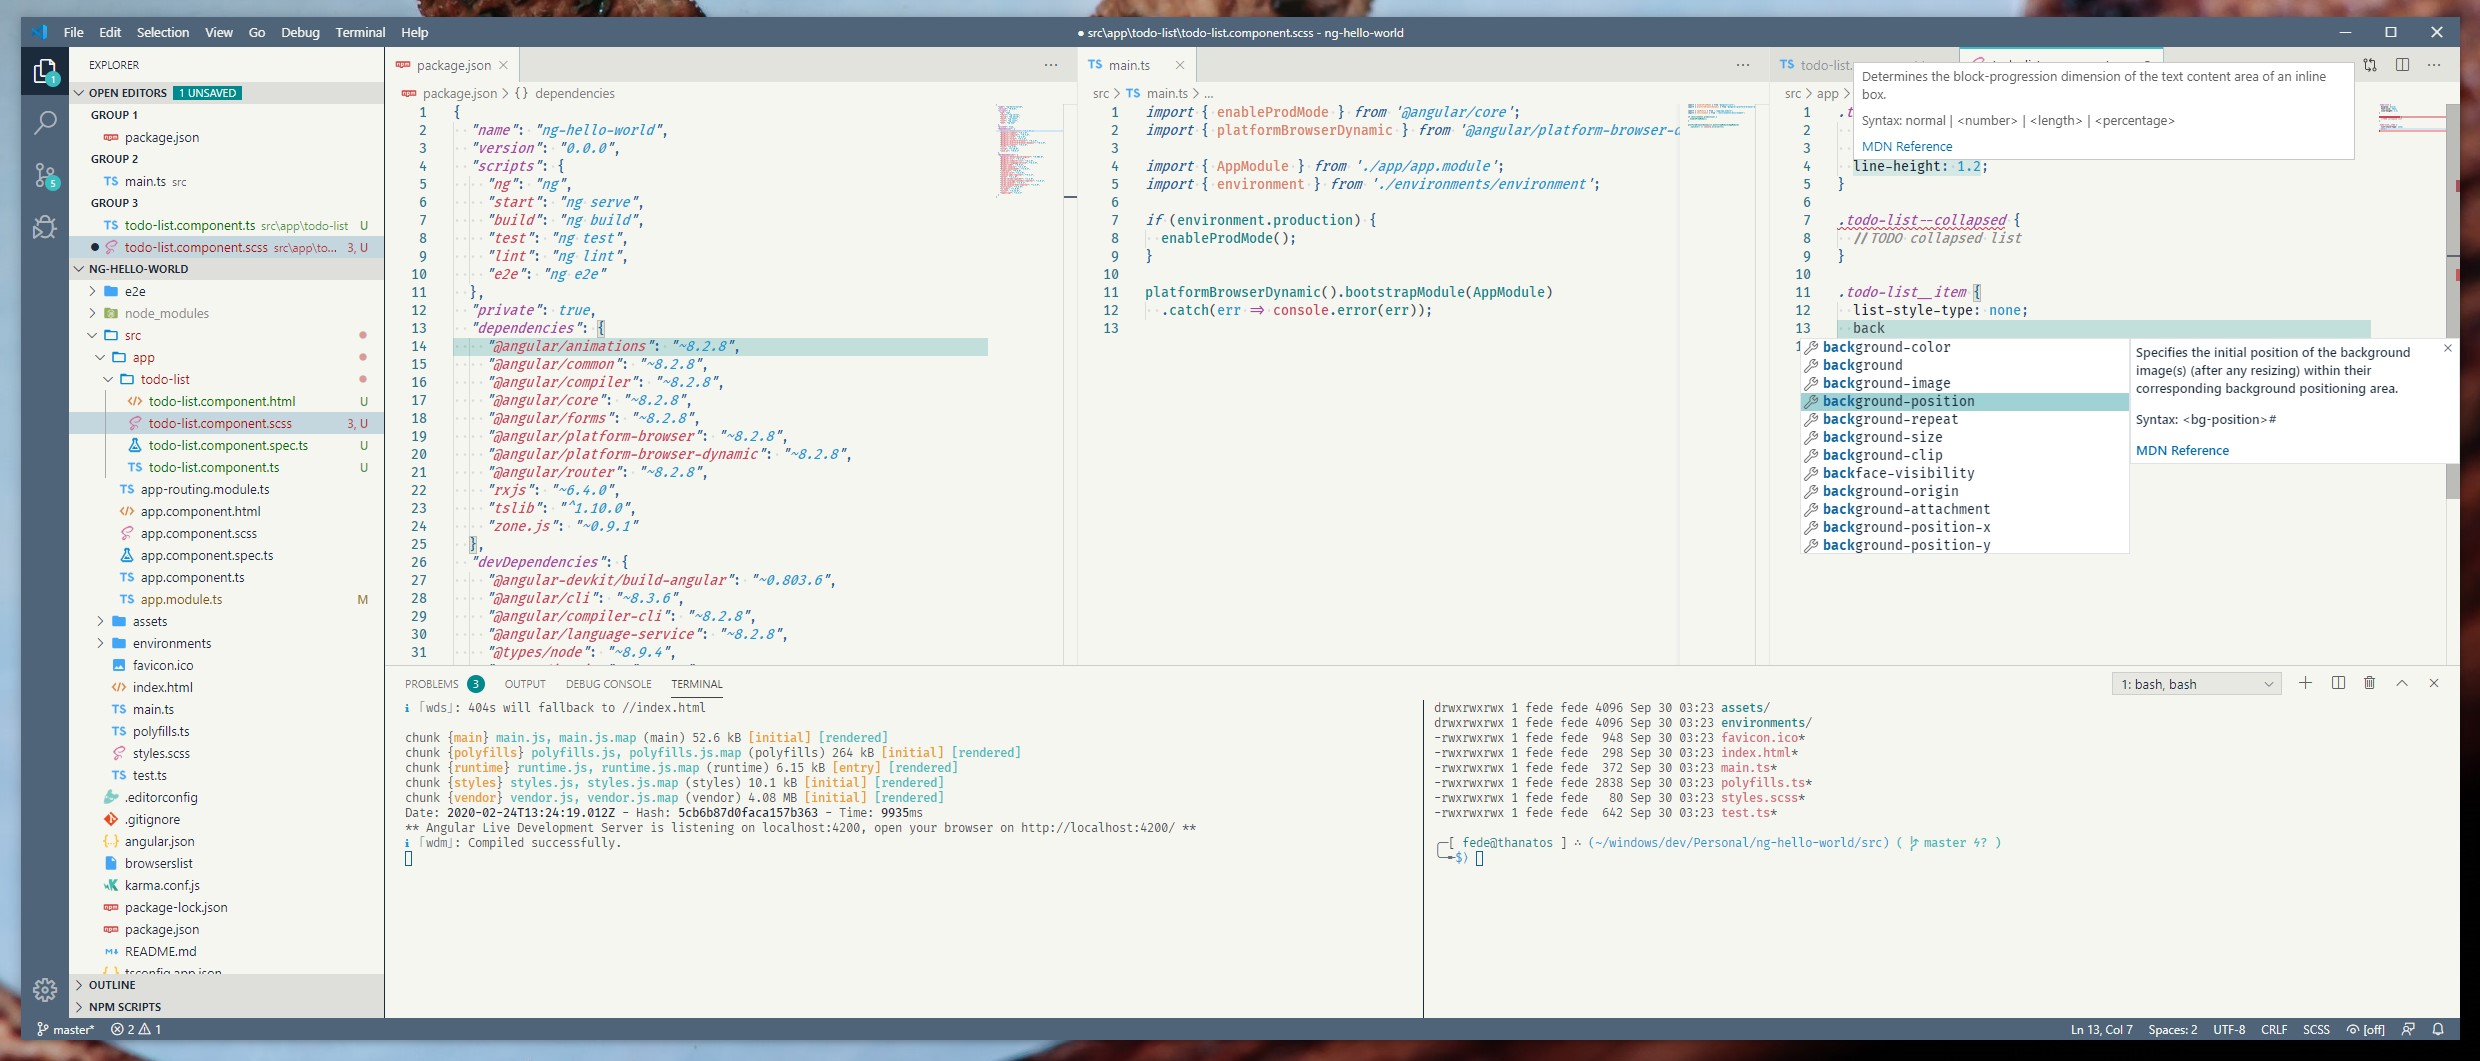 File Edit Selection View Go Debug Terminal Help
● src\app\todo-list\todo-list.component.scss - ng-hello-world
EXPLORER
OPEN EDITORS 1 UNSAVED
GROUP 1
package.json
GROUP 2
TS main.ts src
GROUP 3
TS todo-list.component.ts src\app\todo-list U
● todo-list.component.scss src\app\to... 3, U
NG-HELLO-WORLD
e2e
node_modules
src
app
todo-list
todo-list.component.html U
todo-list.component.scss 3, U
todo-list.component.spec.ts U
TS todo-list.component.ts U
TS app-routing.module.ts
app.component.html
app.component.scss
app.component.spec.ts
TS app.component.ts
TS app.module.ts M
assets
environments
favicon.ico
index.html
TS main.ts
TS polyfills.ts
styles.scss
TS test.ts
.editorconfig
.gitignore
angular.json
browserslist
karma.conf.js
package-lock.json
package.json
README.md
tsconfig.app.json
OUTLINE
NPM SCRIPTS
package.json
package.json > {} dependencies
1 {
2 "name": "ng-hello-world",
3 "version": "0.0.0",
4 "scripts": {
5 "ng": "ng",
6 "start": "ng serve",
7 "build": "ng build",
8 "test": "ng test",
9 "lint": "ng lint",
10 "e2e": "ng e2e"
11 },
12 "private": true,
13 "dependencies": {
14 "@angular/animations": "~8.2.8",
15 "@angular/common": "~8.2.8",
16 "@angular/compiler": "~8.2.8",
17 "@angular/core": "~8.2.8",
18 "@angular/forms": "~8.2.8",
19 "@angular/platform-browser": "~8.2.8",
20 "@angular/platform-browser-dynamic": "~8.2.8",
21 "@angular/router": "~8.2.8",
22 "rxjs": "~6.4.0",
23 "tslib": "^1.10.0",
24 "zone.js": "~0.9.1"
25 },
26 "devDependencies": {
27 "@angular-devkit/build-angular": "~0.803.6",
28 "@angular/cli": "~8.3.6",
29 "@angular/compiler-cli": "~8.2.8",
30 "@angular/language-service": "~8.2.8",
31 "@types/node": "~8.9.4",
TS main.ts
src > TS main.ts > ...
1 import { enableProdMode } from '@angular/core';
2 import { platformBrowserDynamic } from '@angular/platform-browser-d
3
4 import { AppModule } from './app/app.module';
5 import { environment } from './environments/environment';
6
7 if (environment.production) {
8 enableProdMode();
9 }
10
11 platformBrowserDynamic().bootstrapModule(AppModule)
12 .catch(err => console.error(err));
13
TS todo-list.
src > app >
Determines the block-progression dimension of the text content area of an inline
box.
Syntax: normal | <number> | <length> | <percentage>
MDN Reference
1 .t
2
3
4 line-height: 1.2;
5 }
6
7 .todo-list--collapsed {
8 //TODO collapsed list
9 }
10
11 .todo-list__item {
12 list-style-type: none;
13 back
background-color
background
background-image
background-position
background-repeat
background-size
background-clip
backface-visibility
background-origin
background-attachment
background-position-x
background-position-y
Specifies the initial position of the background
image(s) (after any resizing) within their
corresponding background positioning area.
Syntax: <bg-position>#
MDN Reference
PROBLEMS 3 OUTPUT DEBUG CONSOLE TERMINAL
1: bash, bash
ℹ ｢wds｣: 404s will fallback to //index.html
chunk {main} main.js, main.js.map (main) 52.6 kB [initial] [rendered]
chunk {polyfills} polyfills.js, polyfills.js.map (polyfills) 264 kB [initial] [rendered]
chunk {runtime} runtime.js, runtime.js.map (runtime) 6.15 kB [entry] [rendered]
chunk {styles} styles.js, styles.js.map (styles) 10.1 kB [initial] [rendered]
chunk {vendor} vendor.js, vendor.js.map (vendor) 4.08 MB [initial] [rendered]
Date: 2020-02-24T13:24:19.012Z - Hash: 5cb6b87d0faca157b363 - Time: 9935ms
** Angular Live Development Server is listening on localhost:4200, open your browser on http://localhost:4200/ **
ℹ ｢wdm｣: Compiled successfully.
drwxrwxrwx 1 fede fede 4096 Sep 30 03:23 assets/
drwxrwxrwx 1 fede fede 4096 Sep 30 03:23 environments/
-rwxrwxrwx 1 fede fede 948 Sep 30 03:23 favicon.ico*
-rwxrwxrwx 1 fede fede 298 Sep 30 03:23 index.html*
-rwxrwxrwx 1 fede fede 372 Sep 30 03:23 main.ts*
-rwxrwxrwx 1 fede fede 2838 Sep 30 03:23 polyfills.ts*
-rwxrwxrwx 1 fede fede 80 Sep 30 03:23 styles.scss*
-rwxrwxrwx 1 fede fede 642 Sep 30 03:23 test.ts*
[ fede@thanatos ] ∴ (~/windows/dev/Personal/ng-hello-world/src) ( master ϟ? )
$)
master* 2 1
Ln 13, Col 7 Spaces: 2 UTF-8 CRLF SCSS [off]